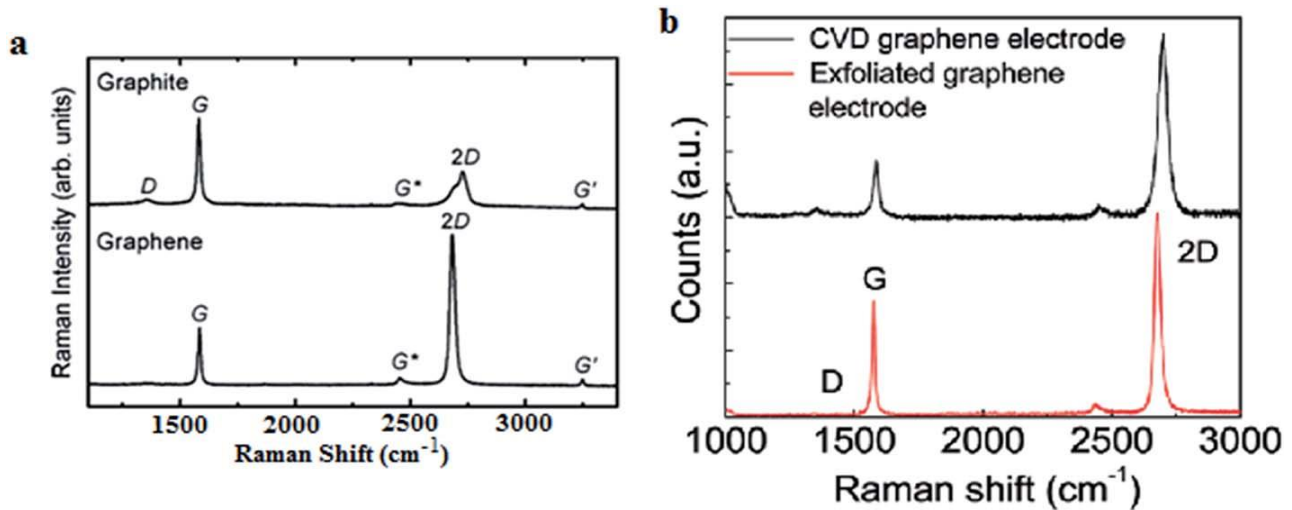 a
Graphite
G
D
G*
2D
G'
Graphene
G
G*
2D
G'
Raman Intensity (arb. units)
1500 2000 2500 3000
Raman Shift (cm⁻¹)
b
CVD graphene electrode
Exfoliated graphene
electrode
Counts (a.u.)
D
G
2D
1000 1500 2000 2500 3000
Raman shift (cm⁻¹)